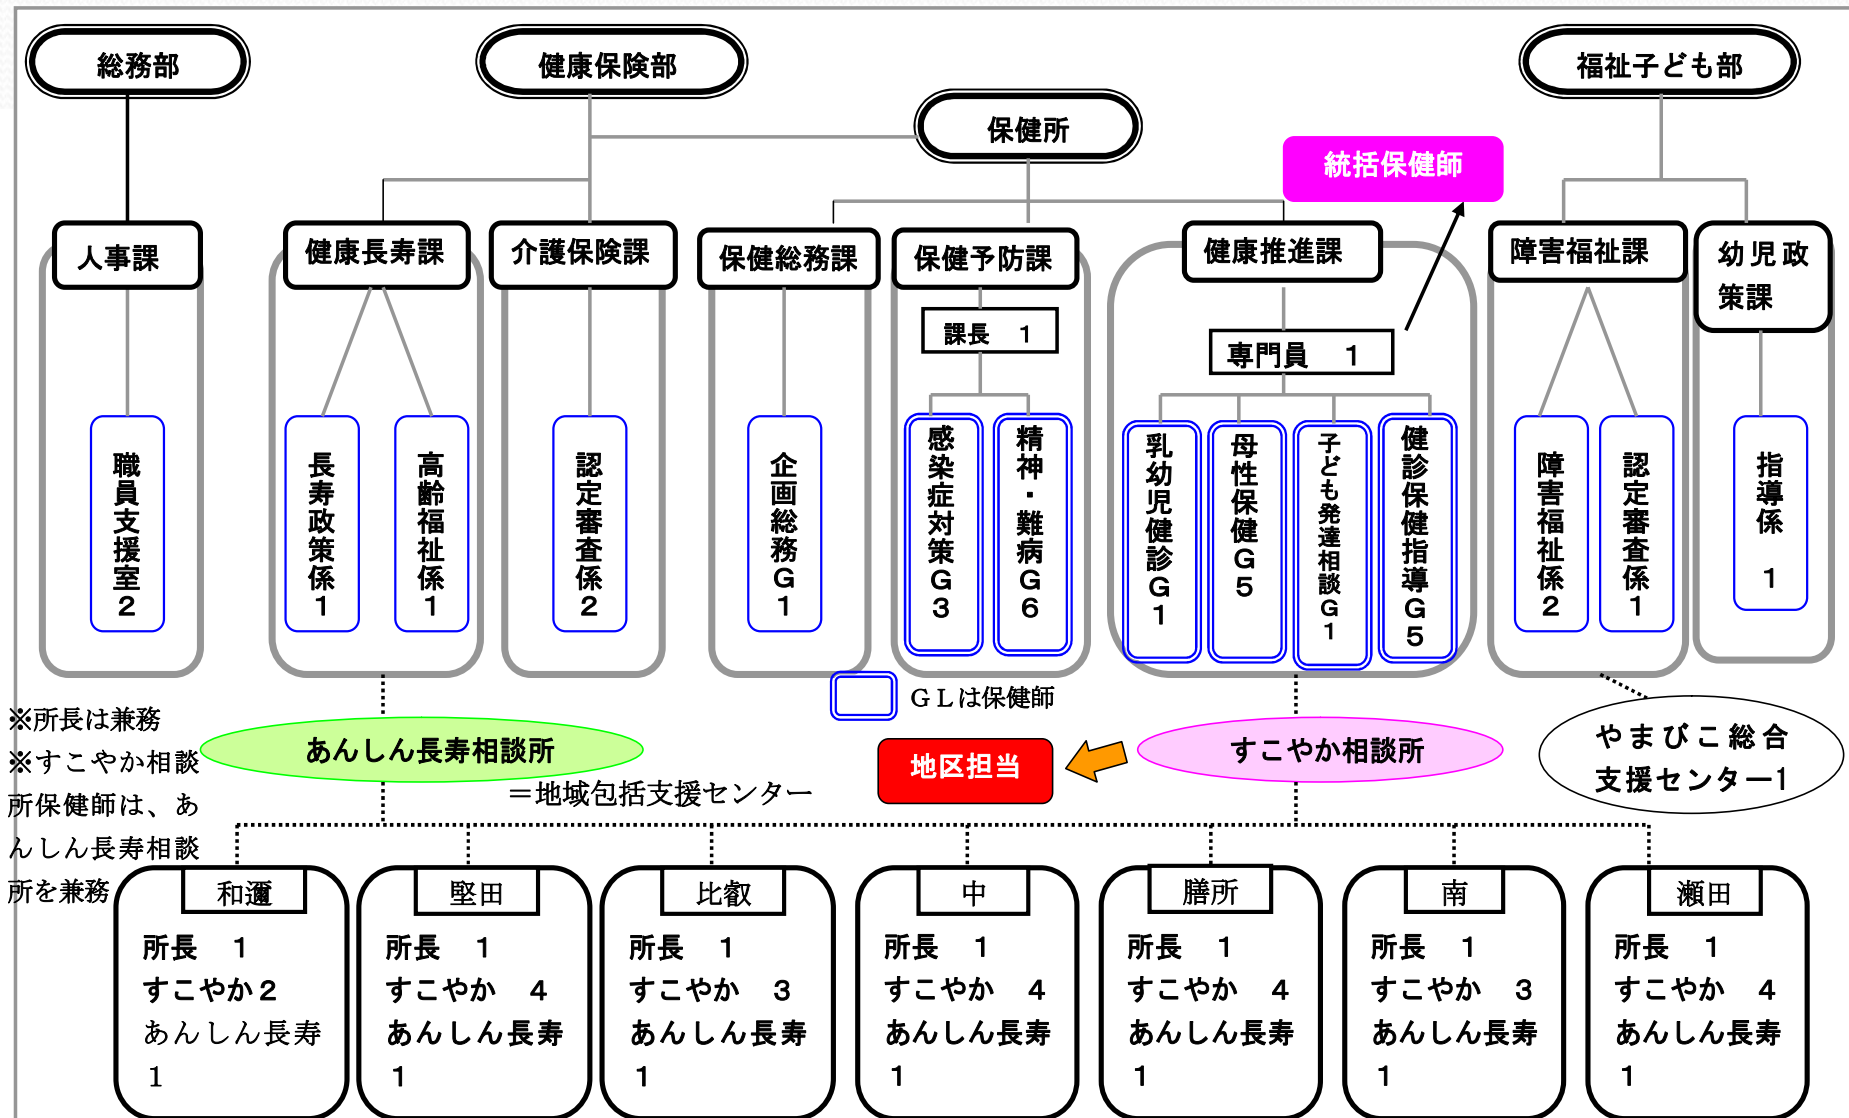 総務部
健康保険部
福祉子ども部
保健所
統括保健師
人事課
健康長寿課
介護保険課
保健総務課
保健予防課
健康推進課
障害福祉課
幼児政
策課
課長　1
専門員　1
職員支援室2
長寿政策係1
高齢福祉係1
認定審査係2
企画総務G1
感染症対策G3
精神・難病G6
乳幼児健診G1
母性保健G5
子ども発達相談G1
健診保健指導G5
障害福祉係2
認定審査係1
指導係　1
GLは保健師
※所長は兼務
※すこやか相談
所保健師は、あ
んしん長寿相談
所を兼務
あんしん長寿相談所
＝地域包括支援センター
地区担当
すこやか相談所
やまびこ総合
支援センター1
和邇
所長　1
すこやか2
あんしん長寿
1
堅田
所長　1
すこやか　4
あんしん長寿
1
比叡
所長　1
すこやか　3
あんしん長寿
1
中
所長　1
すこやか　4
あんしん長寿
1
膳所
所長　1
すこやか　4
あんしん長寿
1
南
所長　1
すこやか　3
あんしん長寿
1
瀬田
所長　1
すこやか　4
あんしん長寿
1